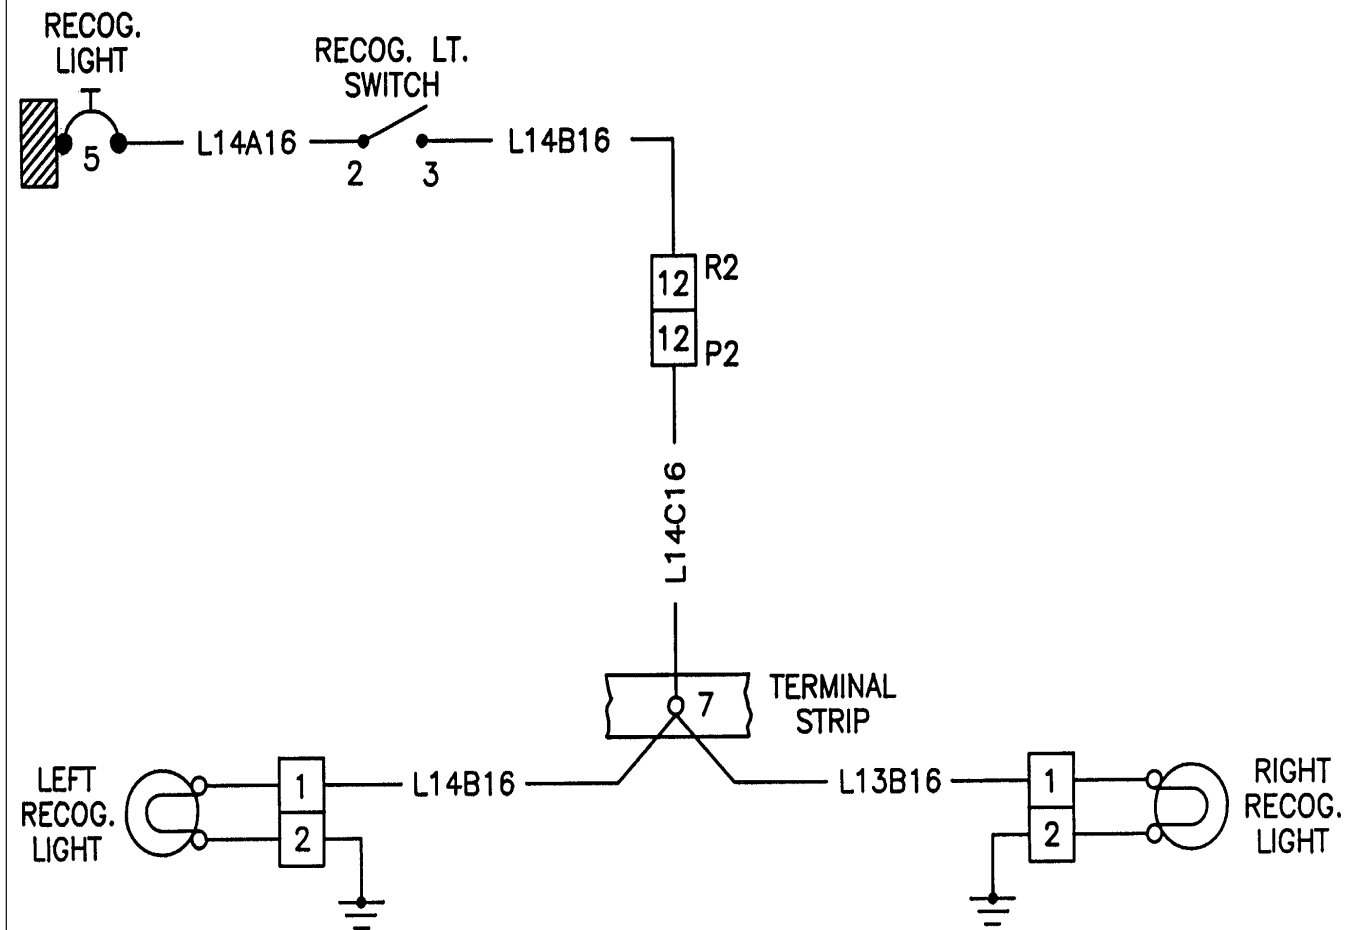 RECOG.
LIGHT
5
L14A16
RECOG. LT.
SWITCH
2
3
L14B16
12
R2
12
P2
L14C16
7
TERMINAL
STRIP
LEFT
RECOG.
LIGHT
1
2
L14B16
L13B16
1
2
RIGHT
RECOG.
LIGHT